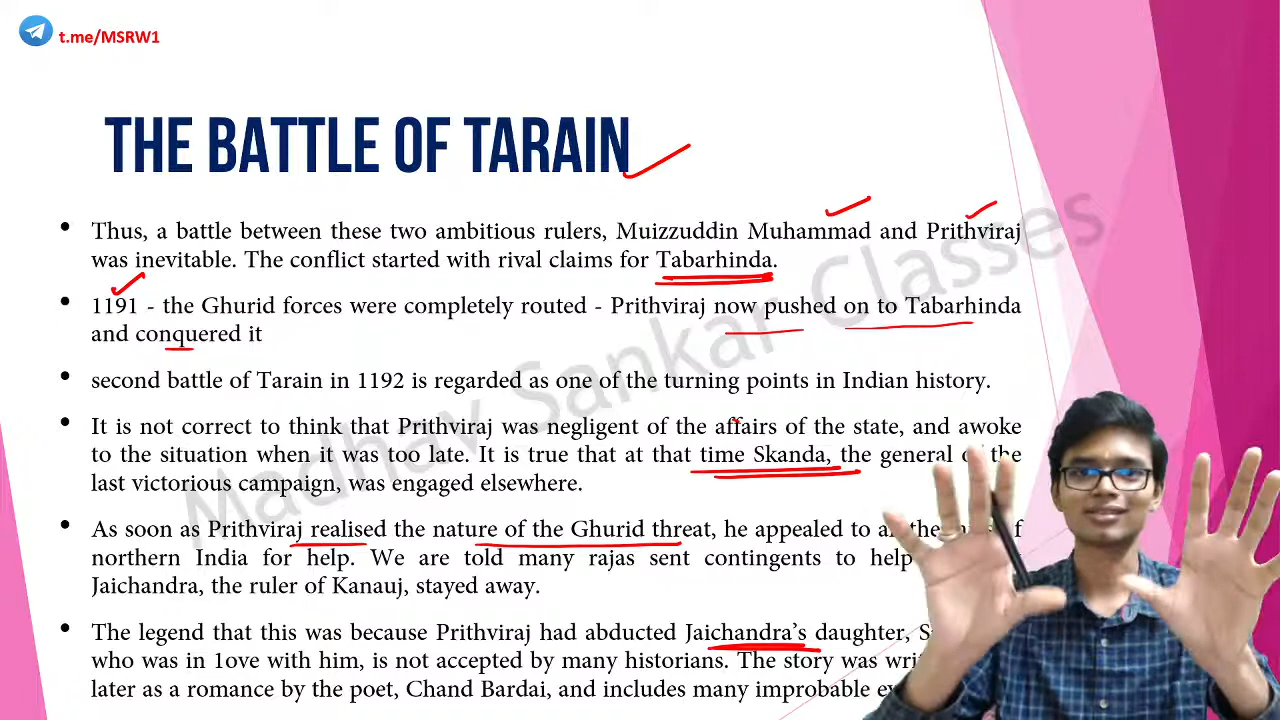 t.me/MSRW1
THE BATTLE OF TARAIN
• Thus, a battle between these two ambitious rulers, Muizzuddin Muhammad and Prithviraj
was inevitable. The conflict started with rival claims for Tabarhinda.
• 1191 - the Ghurid forces were completely routed - Prithviraj now pushed on to Tabarhinda
and conquered it
• second battle of Tarain in 1192 is regarded as one of the turning points in Indian history.
• It is not correct to think that Prithviraj was negligent of the affairs of the state, and awoke
to the situation when it was too late. It is true that at that time Skanda, the general of the
last victorious campaign, was engaged elsewhere.
• As soon as Prithviraj realised the nature of the Ghurid threat, he appealed to
northern India for help. We are told many rajas sent contingents to help
Jaichandra, the ruler of Kanauj, stayed away.
• The legend that this was because Prithviraj had abducted Jaichandra's daughter,
who was in 1ove with him, is not accepted by many historians. The story was
later as a romance by the poet, Chand Bardai, and includes many improbable
Madhav Sankar Classes